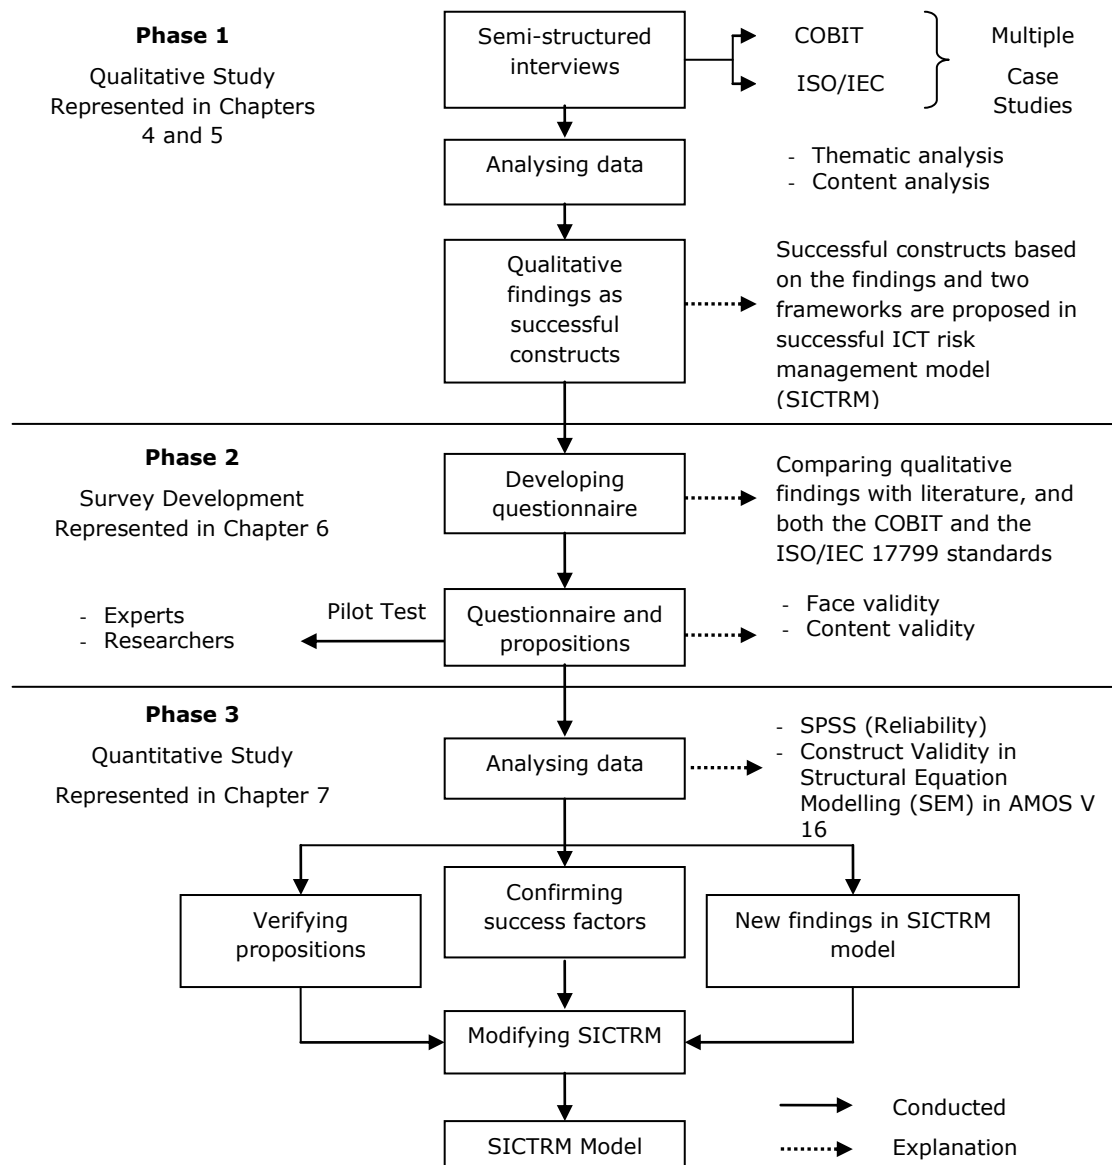 Phase 1
Qualitative Study
Represented in Chapters
4 and 5
Semi-structured
interviews
COBIT
ISO/IEC
Multiple
Case
Studies
Analysing data
- Thematic analysis
- Content analysis
Qualitative
findings as
successful
constructs
Successful constructs based
on the findings and two
frameworks are proposed in
successful ICT risk
management model
(SICTRM)
Phase 2
Survey Development
Represented in Chapter 6
Developing
questionnaire
Comparing qualitative
findings with literature, and
both the COBIT and the
ISO/IEC 17799 standards
- Experts
- Researchers
Pilot Test
Questionnaire and
propositions
- Face validity
- Content validity
Phase 3
Quantitative Study
Represented in Chapter 7
Analysing data
- SPSS (Reliability)
- Construct Validity in
Structural Equation
Modelling (SEM) in AMOS V
16
Verifying
propositions
Confirming
success factors
New findings in SICTRM
model
Modifying SICTRM
SICTRM Model
Conducted
Explanation